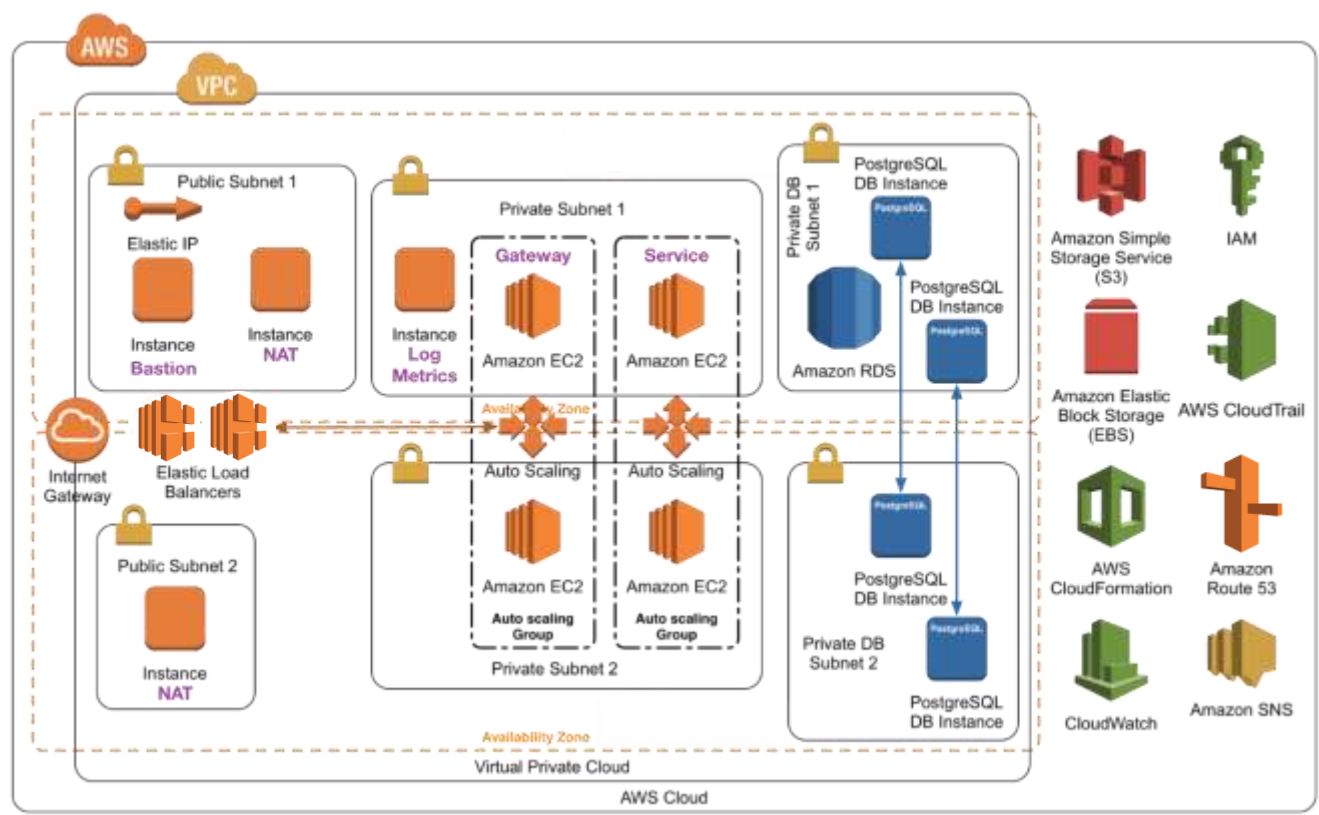 AWS
VPC
Public Subnet 1
Elastic IP
Instance
Bastion
Instance
NAT
Private Subnet 1
Instance
Log
Metrics
Gateway
Amazon EC2
Service
Amazon EC2
Private DB
Subnet 1
PostgreSQL
DB Instance
PostgreSQL
PostgreSQL
DB Instance
PostgreSQL
Amazon RDS
Availability Zone
Internet
Gateway
Elastic Load
Balancers
Auto Scaling
Auto Scaling
Public Subnet 2
Instance
NAT
Amazon EC2
Auto scaling
Group
Amazon EC2
Auto scaling
Group
Private Subnet 2
PostgreSQL
PostgreSQL
DB Instance
PostgreSQL
PostgreSQL
DB Instance
Private DB
Subnet 2
Availability Zone
Virtual Private Cloud
AWS Cloud
Amazon Simple
Storage Service
(S3)
IAM
Amazon Elastic
Block Storage
(EBS)
AWS CloudTrail
AWS
CloudFormation
Amazon
Route 53
CloudWatch
Amazon SNS